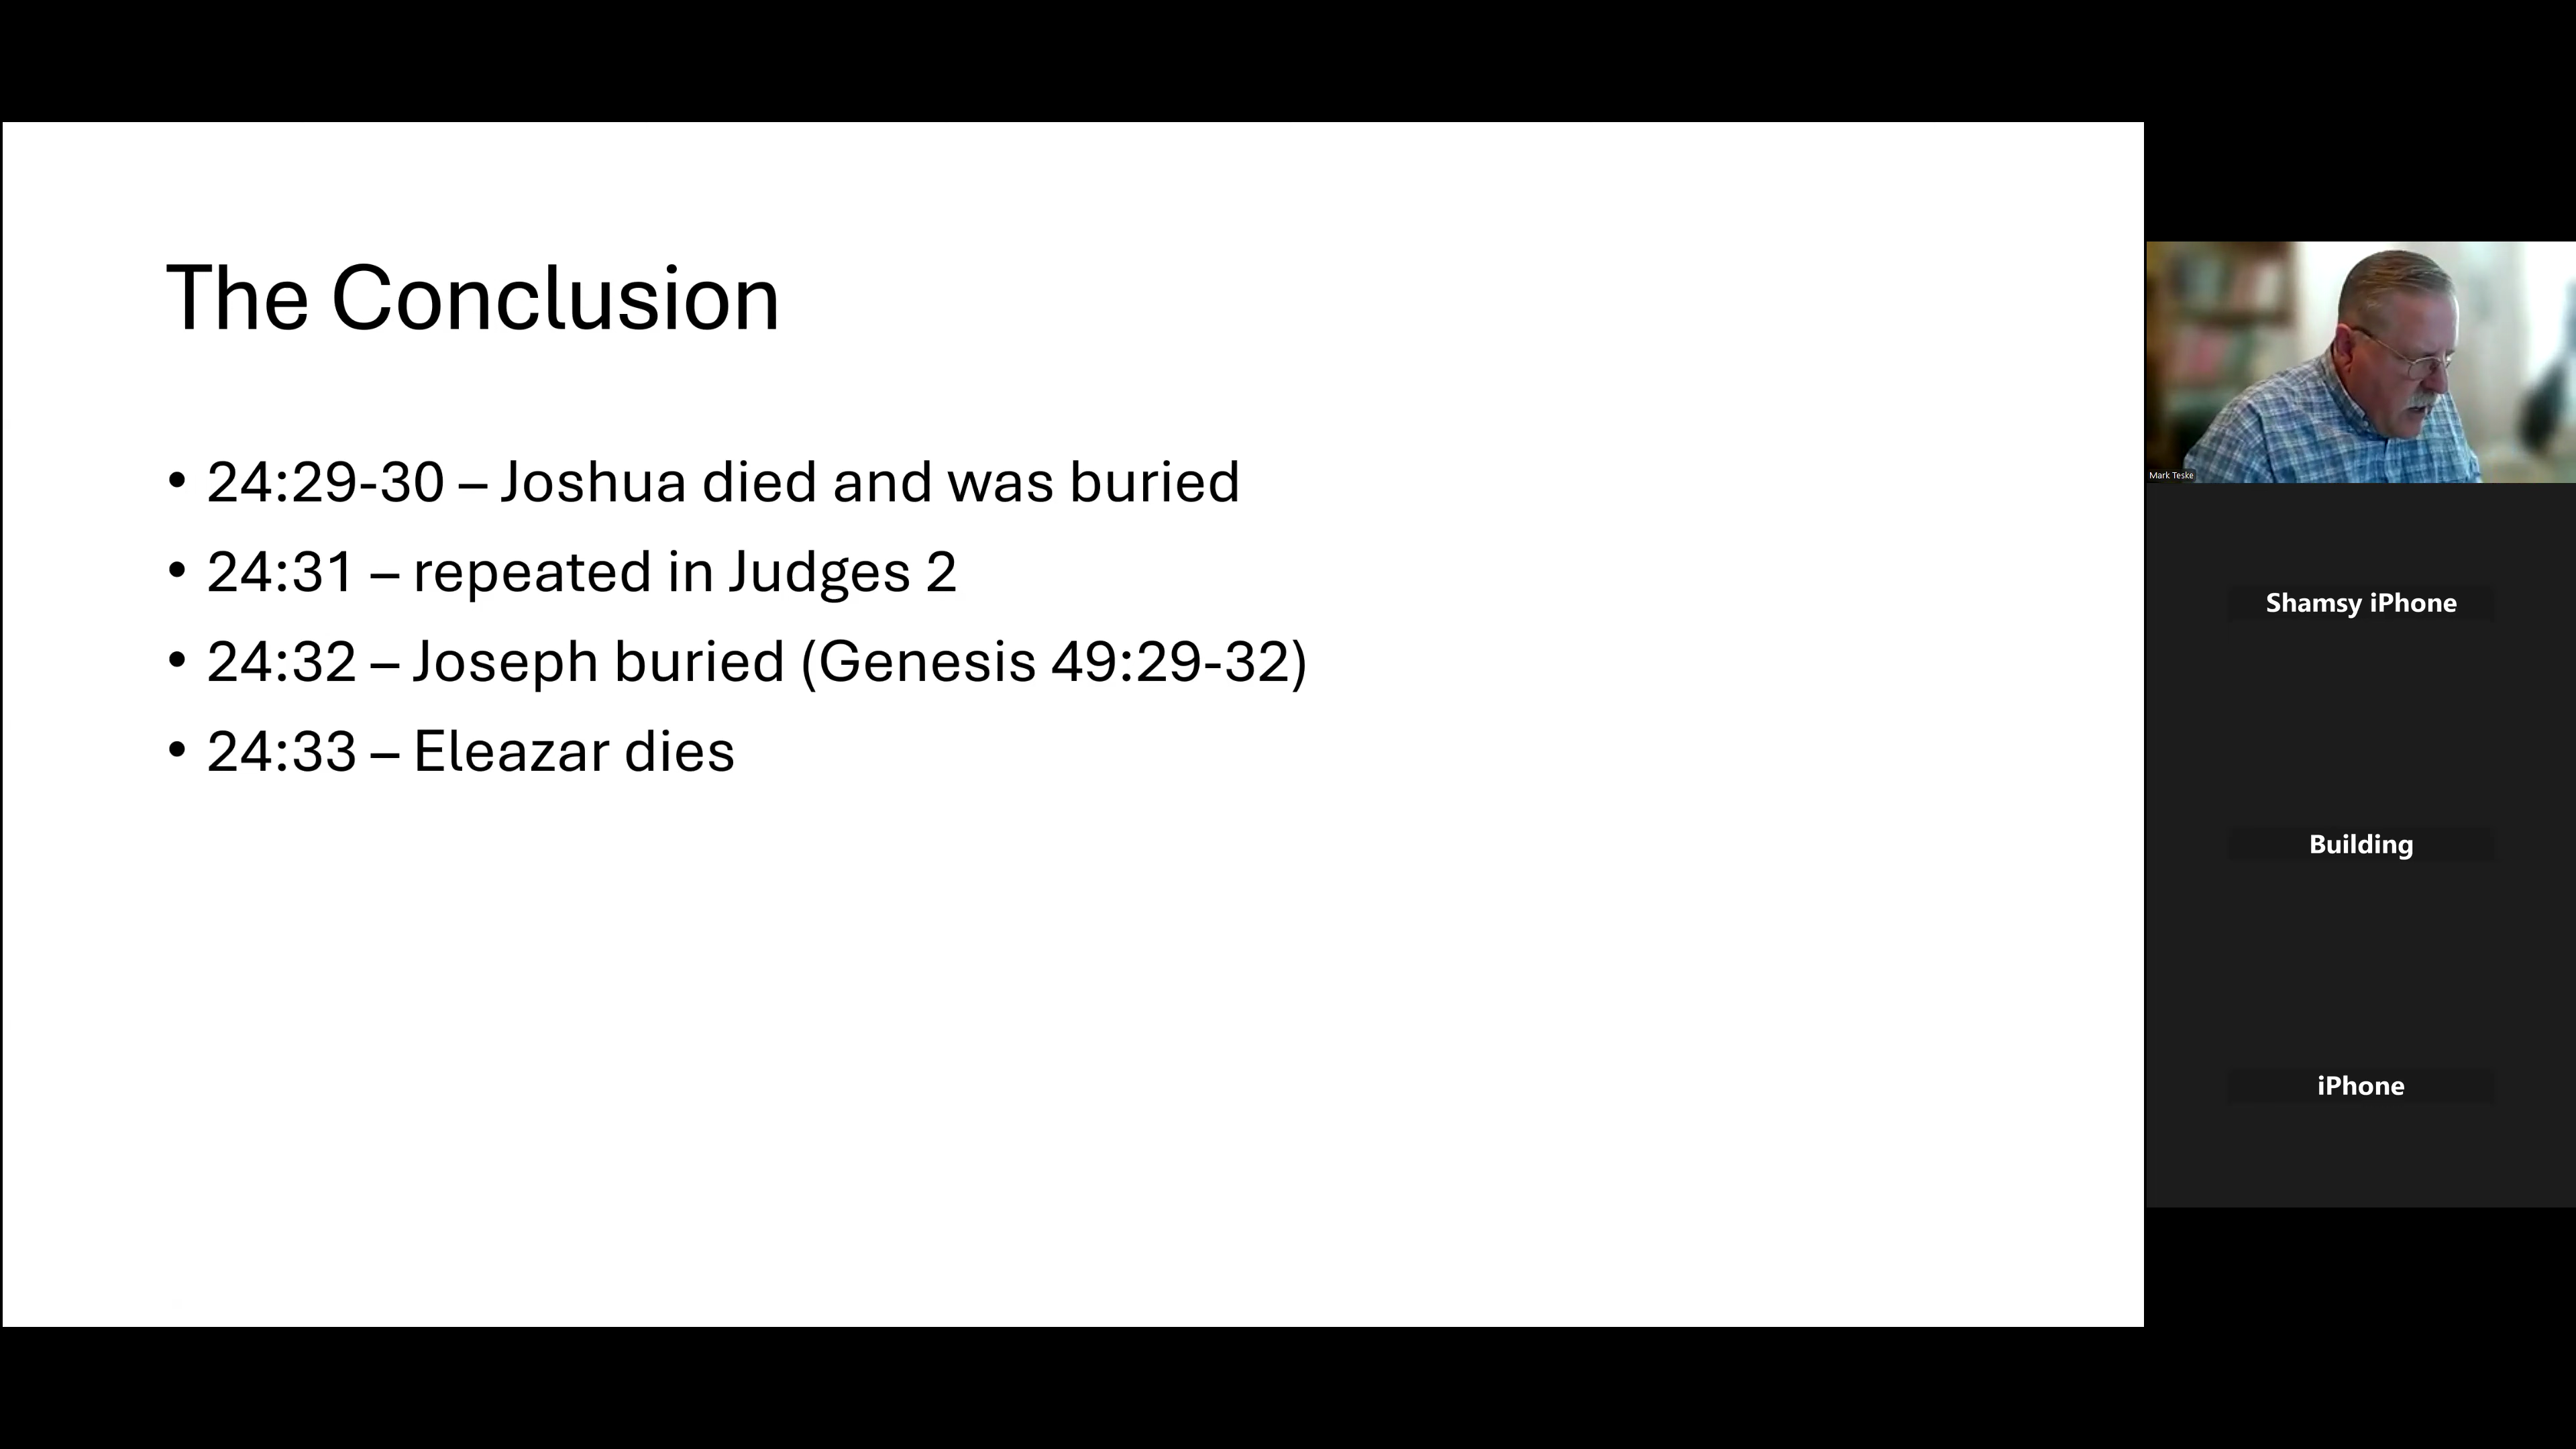 The Conclusion
• 24:29-30 – Joshua died and was buried
• 24:31 – repeated in Judges 2
• 24:32 – Joseph buried (Genesis 49:29-32)
• 24:33 – Eleazar dies
Mark Teske
Shamsy iPhone
Building
iPhone